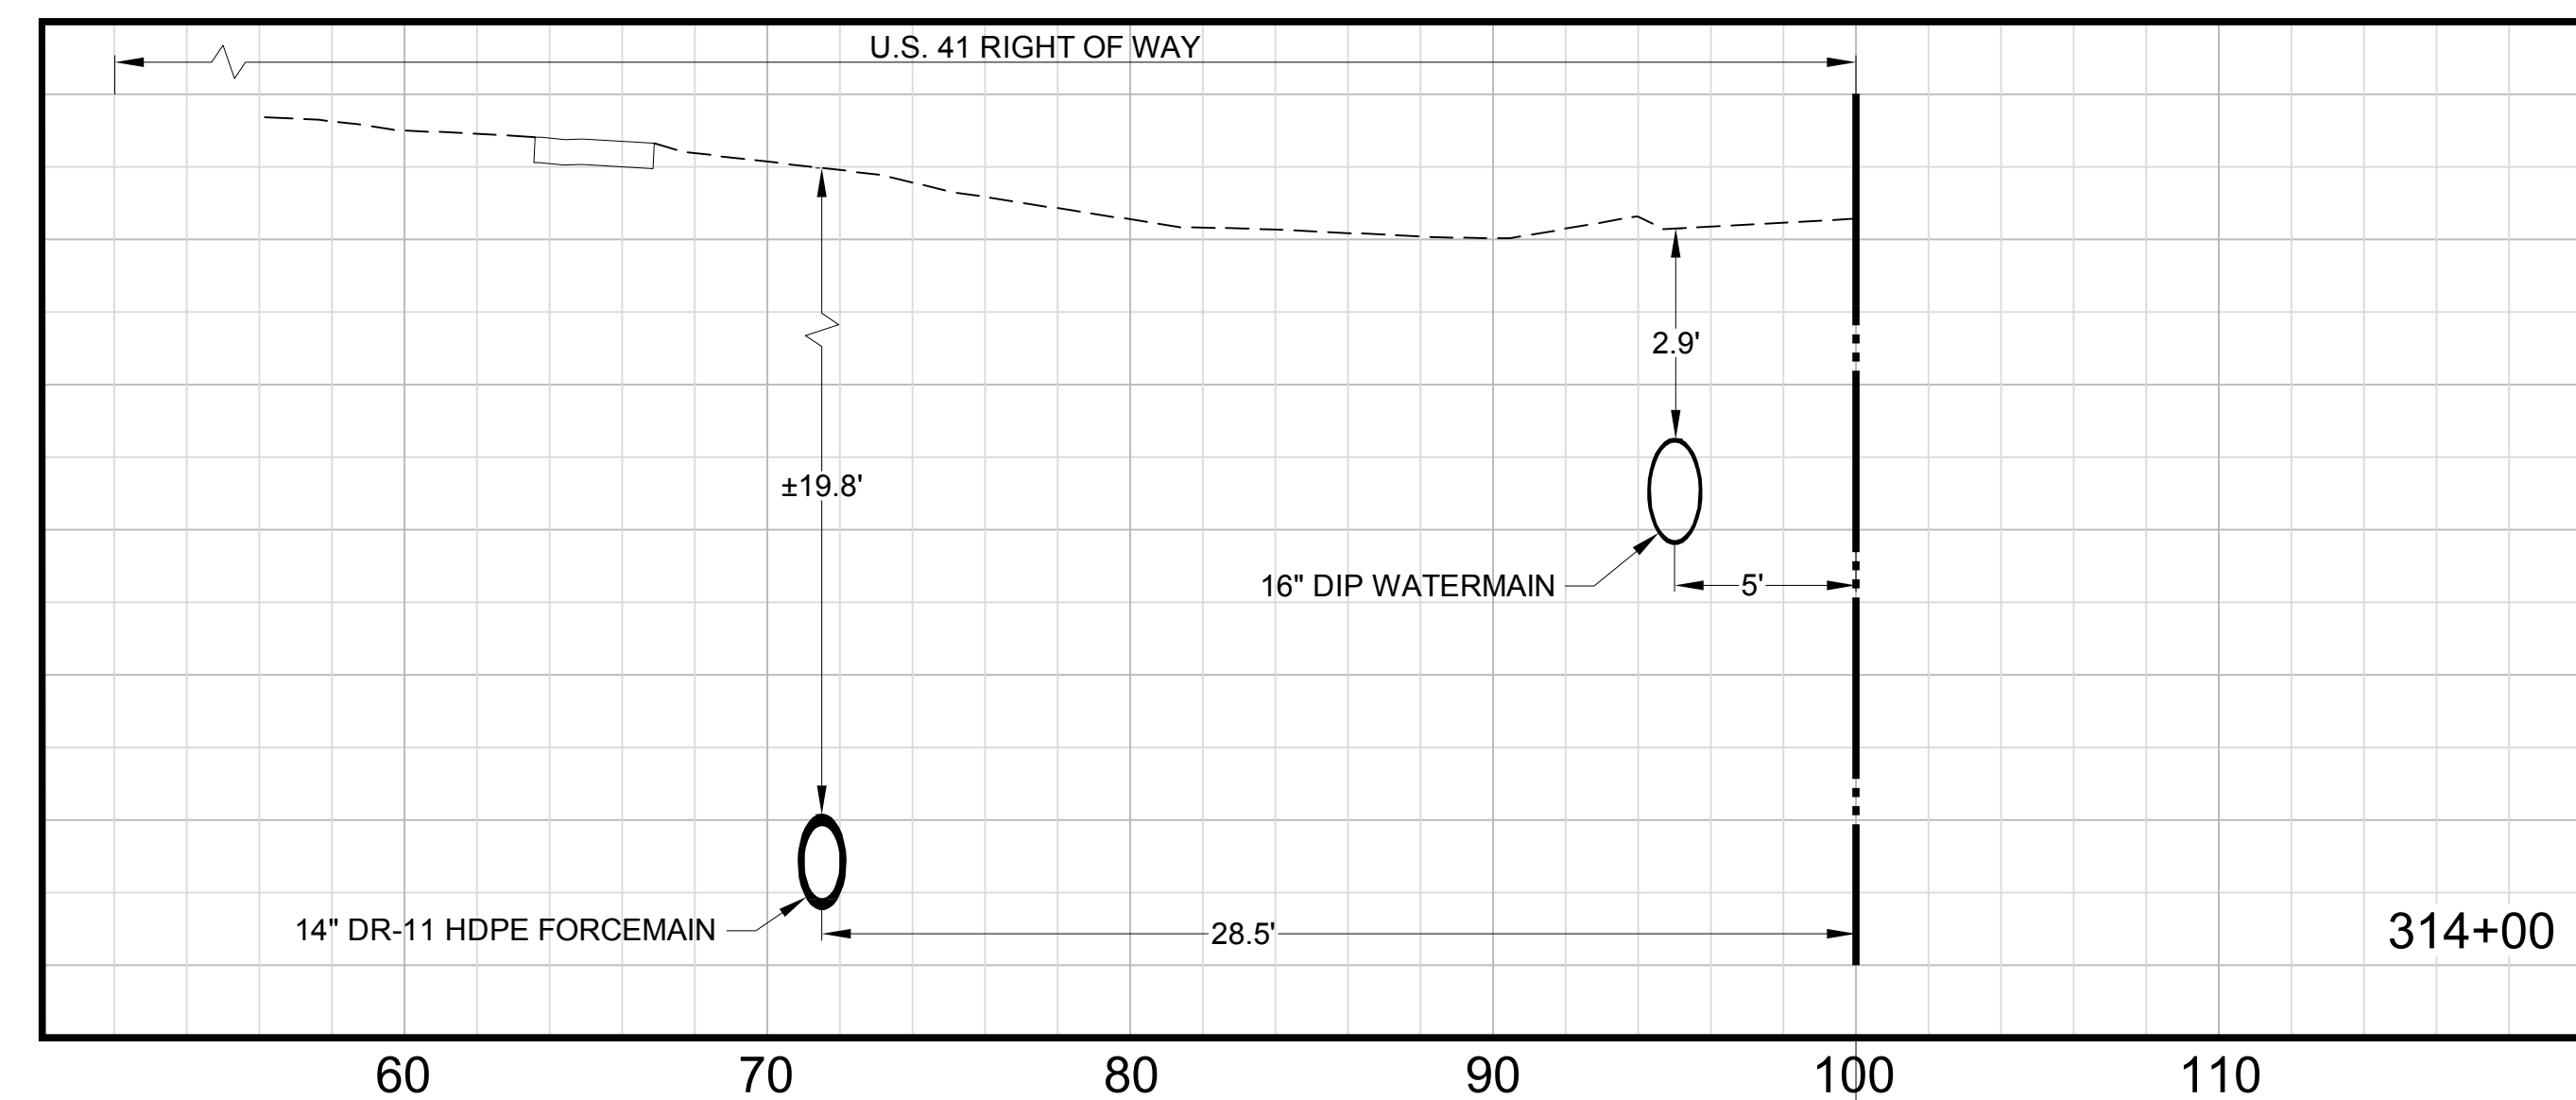 U.S. 41 RIGHT OF WAY
2.9'
±19.8'
16" DIP WATERMAIN
5'
14" DR-11 HDPE FORCEMAIN
28.5'
314+00
60 70 80 90 100 110